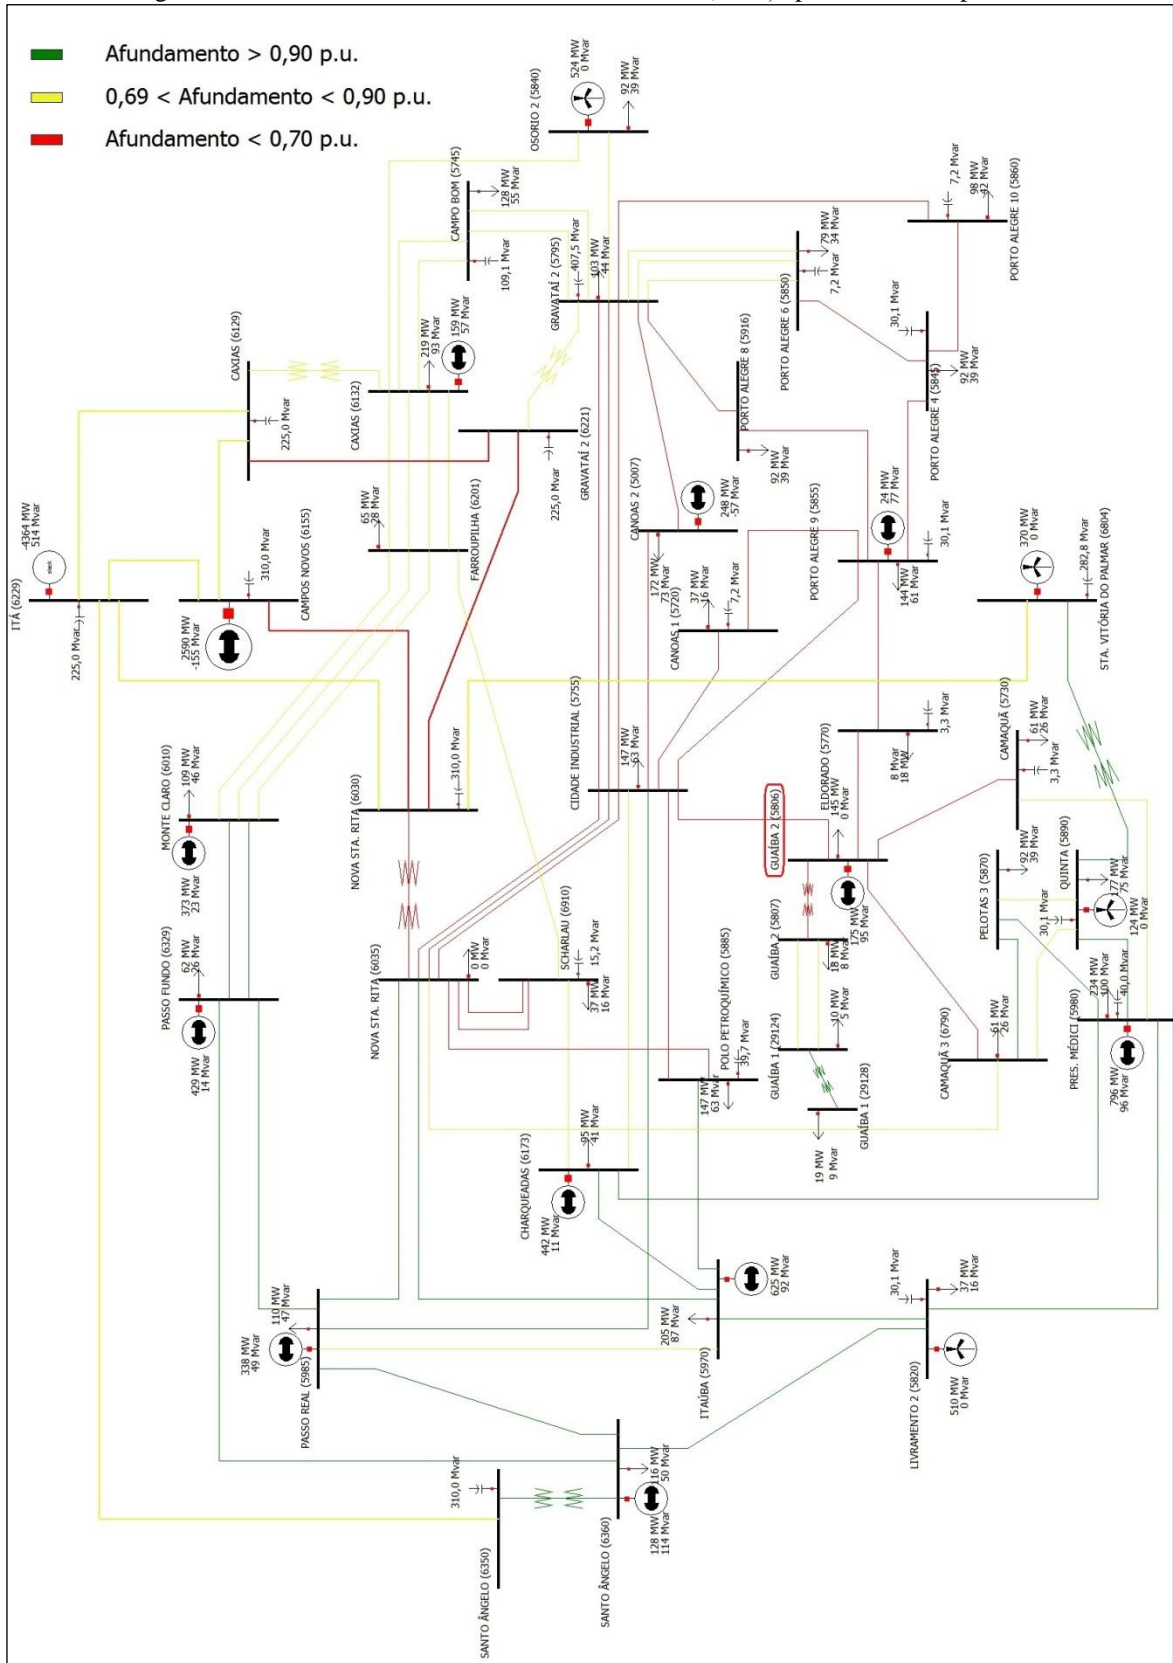 Afundamento > 0,90 p.u.
0,69 < Afundamento < 0,90 p.u.
Afundamento < 0,70 p.u.
524 MW
0 Mvar
OSORIO 2 (5840)
92 MW
39 Mvar
CAMPO BOM (5745)
128 MW
55 Mvar
109,1 Mvar
GRAVATAÍ 2 (5795)
407,5 Mvar
103 MW
44 Mvar
7,2 Mvar
98 MW
42 Mvar
PORTO ALEGRE 10 (5860)
79 MW
34 Mvar
7,2 Mvar
PORTO ALEGRE 6 (5850)
30,1 Mvar
92 MW
39 Mvar
PORTO ALEGRE 4 (5845)
PORTO ALEGRE 8 (5916)
92 MW
39 Mvar
CAXIAS (6129)
225,0 Mvar
CAXIAS (6132)
219 MW
93 Mvar
159 MW
57 Mvar
GRAVATAÍ 2 (6221)
225,0 Mvar
FARROUPILHA (6201)
65 MW
28 Mvar
CANOAS 2 (5007)
248 MW
-57 Mvar
172 MW
73 Mvar
CANOAS 1 (5720)
37 MW
16 Mvar
7,2 Mvar
PORTO ALEGRE 9 (5855)
24 MW
77 Mvar
144 MW
61 Mvar
30,1 Mvar
ITÁ (6229)
-4364 MW
514 Mvar
slack
225,0 Mvar
CAMPOS NOVOS (6155)
310,0 Mvar
2590 MW
-155 Mvar
370 MW
0 Mvar
282,8 Mvar
STA. VITÓRIA DO PALMAR (6804)
MONTE CLARO (6010)
109 MW
46 Mvar
373 MW
23 Mvar
NOVA STA. RITA (6030)
310,0 Mvar
CIDADE INDUSTRIAL (5755)
147 MW
63 Mvar
ELDORADO (5770)
8 Mvar
18 MW
3,3 Mvar
CAMAQUÃ (5730)
61 MW
26 Mvar
3,3 Mvar
GUAÍBA 2 (5806)
145 MW
0 Mvar
175 MW
95 Mvar
PASSO FUNDO (6329)
62 MW
26 Mvar
429 MW
14 Mvar
NOVA STA. RITA (6035)
0 MW
0 Mvar
SCHARLAU (6910)
15,2 Mvar
37 MW
16 Mvar
POLO PETROQUÍMICO (5885)
39,7 Mvar
147 MW
63 Mvar
GUAÍBA 2 (5807)
18 MW
8 Mvar
GUAÍBA 1 (29124)
10 MW
5 Mvar
GUAÍBA 1 (29128)
19 MW
9 Mvar
PELOTAS 3 (5870)
92 MW
39 Mvar
QUINTA (5890)
177 MW
75 Mvar
30,1 Mvar
124 MW
0 Mvar
CAMAQUÃ 3 (6790)
61 MW
26 Mvar
PRES. MÉDICI (5980)
234 MW
100 Mvar
40,0 Mvar
796 MW
96 Mvar
CHARQUEADAS (6173)
95 MW
41 Mvar
442 MW
11 Mvar
PASSO REAL (5985)
110 MW
47 Mvar
338 MW
49 Mvar
ITAÚBA (5970)
205 MW
87 Mvar
625 MW
92 Mvar
LIVRAMENTO 2 (5820)
30,1 Mvar
37 MW
16 Mvar
510 MW
0 Mvar
SANTO ÂNGELO (6350)
310,0 Mvar
SANTO ÂNGELO (6360)
116 MW
50 Mvar
128 MW
114 Mvar